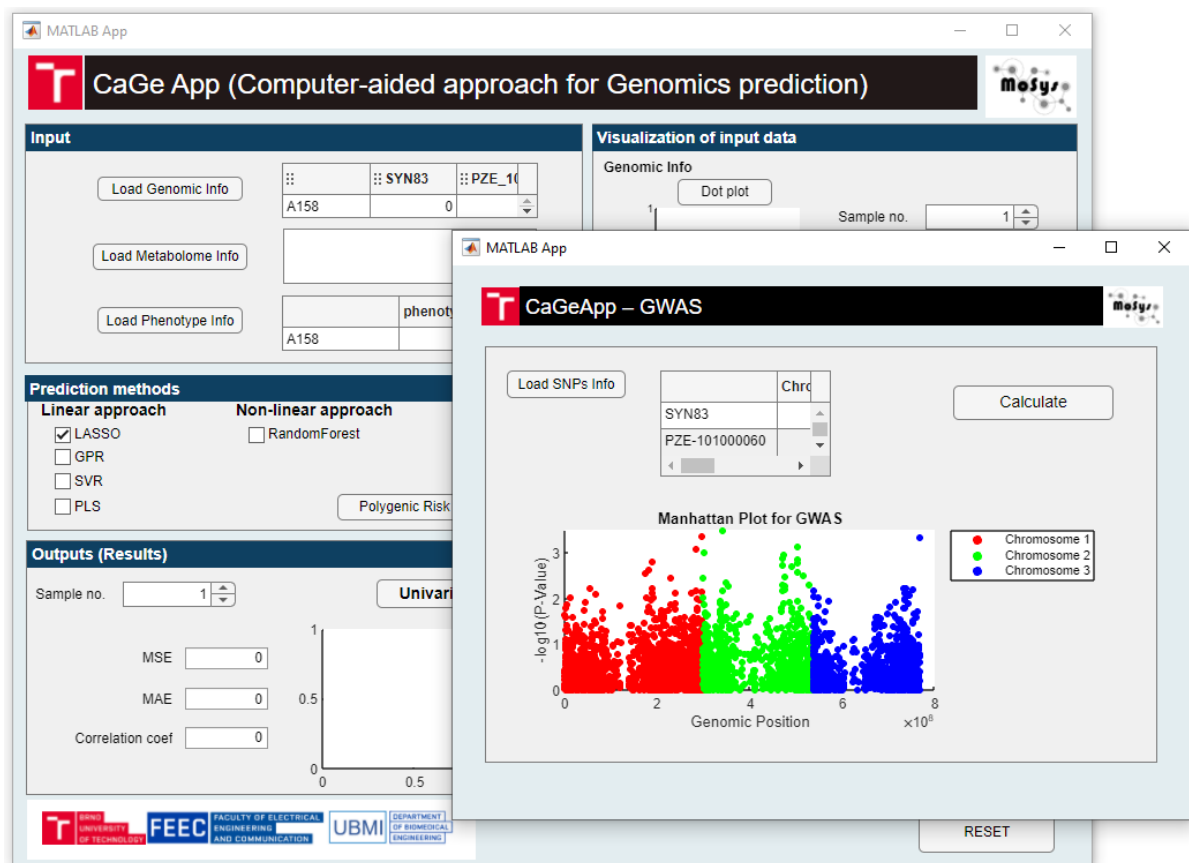 MATLAB App
CaGe App (Computer-aided approach for Genomics prediction)
MoSys
Input
Load Genomic Info
SYN83
PZE_10
A158
0
Load Metabolome Info
Load Phenotype Info
phenoty
A158
Visualization of input data
Genomic Info
Dot plot
1
Sample no.
1
Prediction methods
Linear approach
Non-linear approach
LASSO
RandomForest
GPR
SVR
PLS
Polygenic Risk
Outputs (Results)
Sample no.
1
Univari
MSE
0
MAE
0
Correlation coef
0
1
0.5
0
0
0.5
BRNO
UNIVERSITY
OF TECHNOLOGY
FEEC
FACULTY OF ELECTRICAL
ENGINEERING
AND COMMUNICATION
UBMI
DEPARTMENT
OF BIOMEDICAL
ENGINEERING
RESET
MATLAB App
CaGeApp – GWAS
MoSys
Load SNPs Info
Chro
SYN83
PZE-101000060
Calculate
Manhattan Plot for GWAS
-log10(P-Value)
3
2
1
0
0
2
4
6
8
×10⁸
Genomic Position
Chromosome 1
Chromosome 2
Chromosome 3